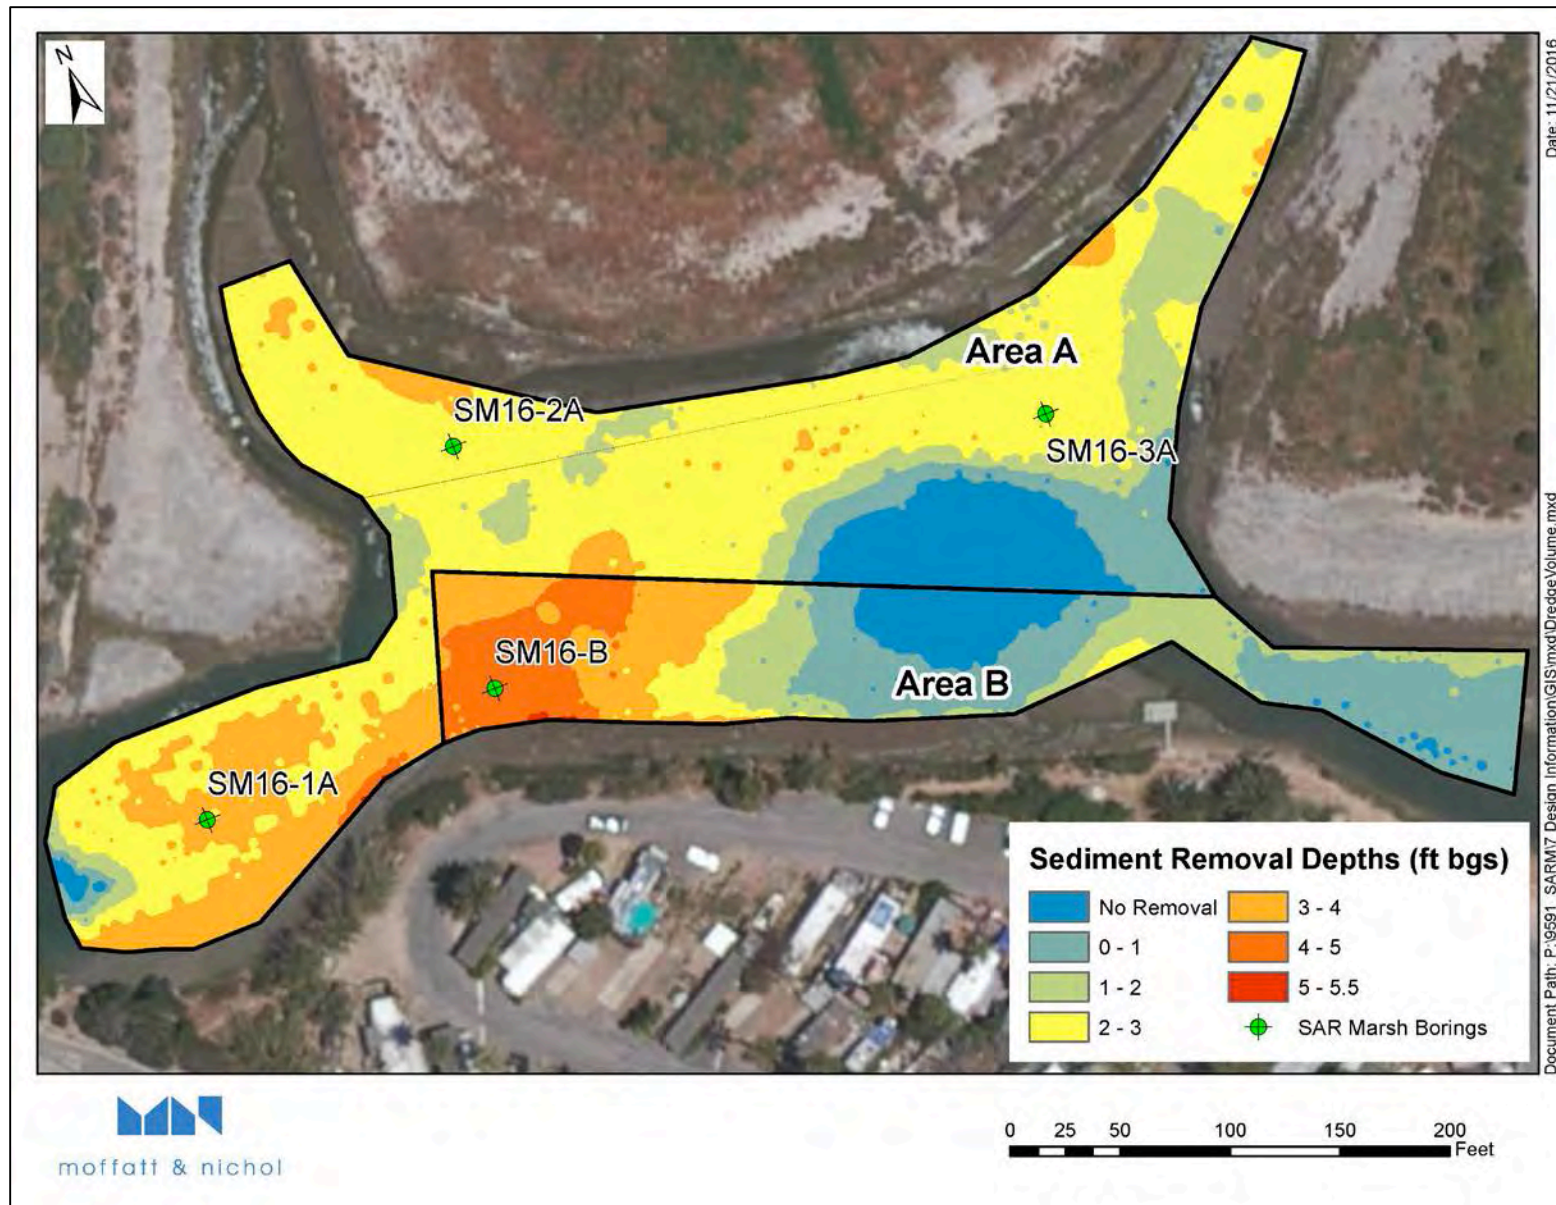 N
Date: 11/21/2016
Area A
SM16-2A
SM16-3A
SM16-B
Area B
SM16-1A
Sediment Removal Depths (ft bgs)
No Removal
0 - 1
1 - 2
2 - 3
3 - 4
4 - 5
5 - 5.5
SAR Marsh Borings
Document Path: P:\9591_SARSM\7 Design Information\GIS\mxd\DredgeVolume.mxd
moffatt & nichol
0 25 50 100 150 200
Feet